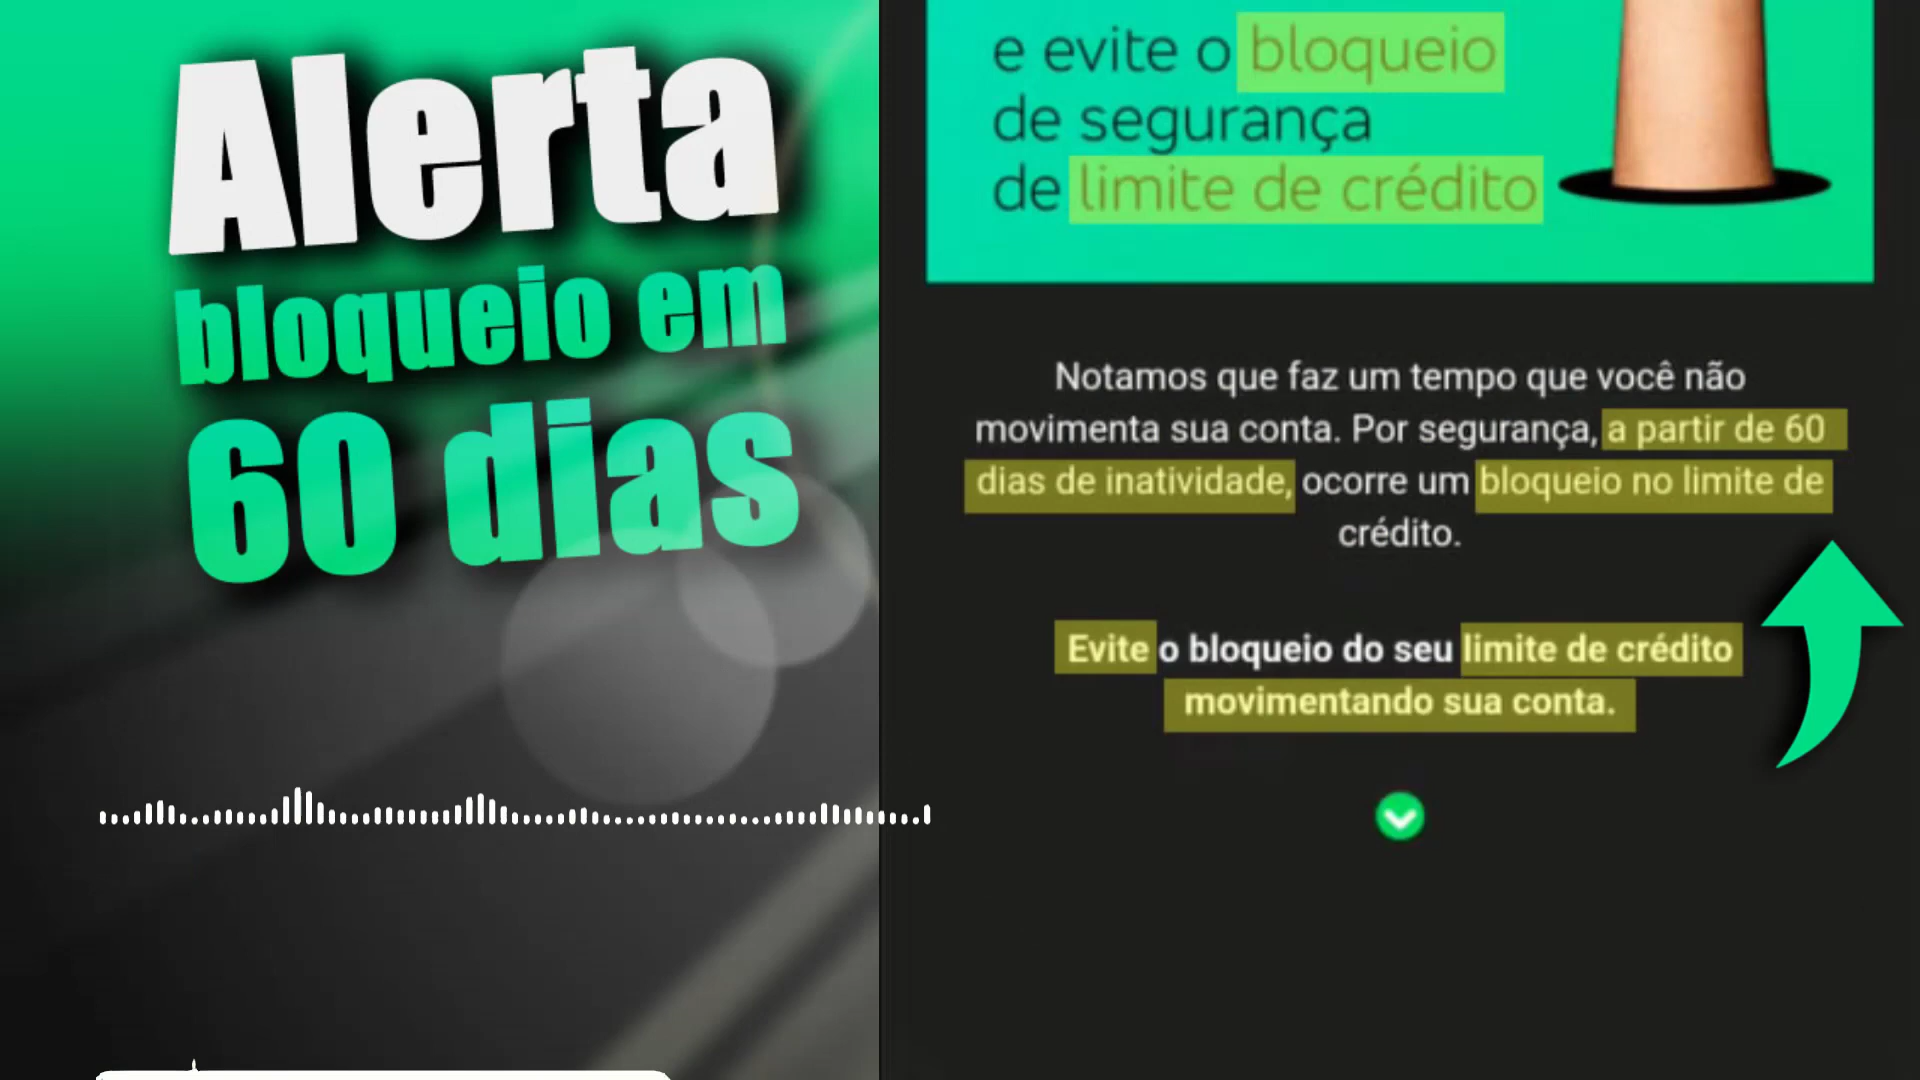 Alerta
bloqueio em
60 dias
e evite o bloqueio
de segurança
de limite de crédito
Notamos que faz um tempo que você não
movimenta sua conta. Por segurança, a partir de 60
dias de inatividade, ocorre um bloqueio no limite de
crédito.
Evite o bloqueio do seu limite de crédito
movimentando sua conta.